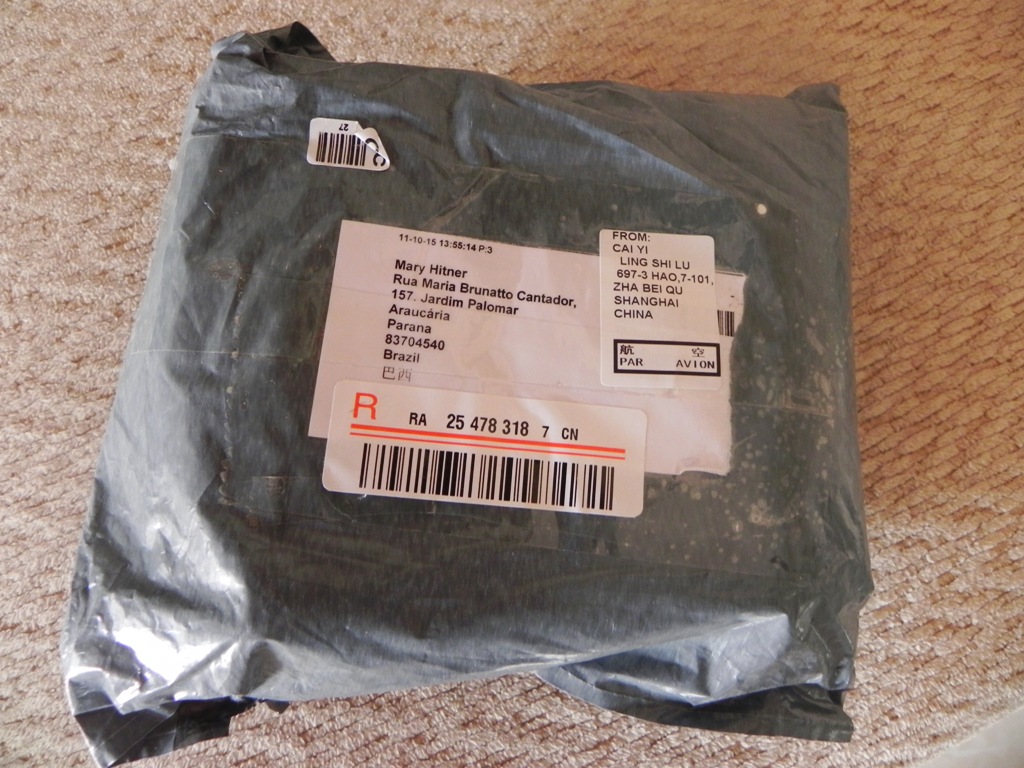 27
CC
11-10-15 13:55:14 P:3
Mary Hitner
Rua Maria Brunatto Cantador,
157. Jardim Palomar
Araucária
Parana
83704540
Brazil
巴西
FROM:
CAI YI
LING SHI LU
697-3 HAO,7-101,
ZHA BEI QU
SHANGHAI
CHINA
航 空
PAR AVION
R RA 25 478 318 7 CN